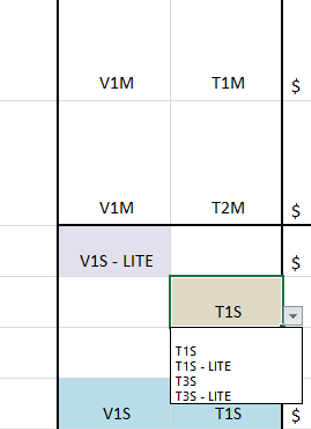 V1M T1M $
V1M T2M $
V1S - LITE $
T1S
T1S
T1S - LITE
T3S
T3S - LITE
V1S T1S $